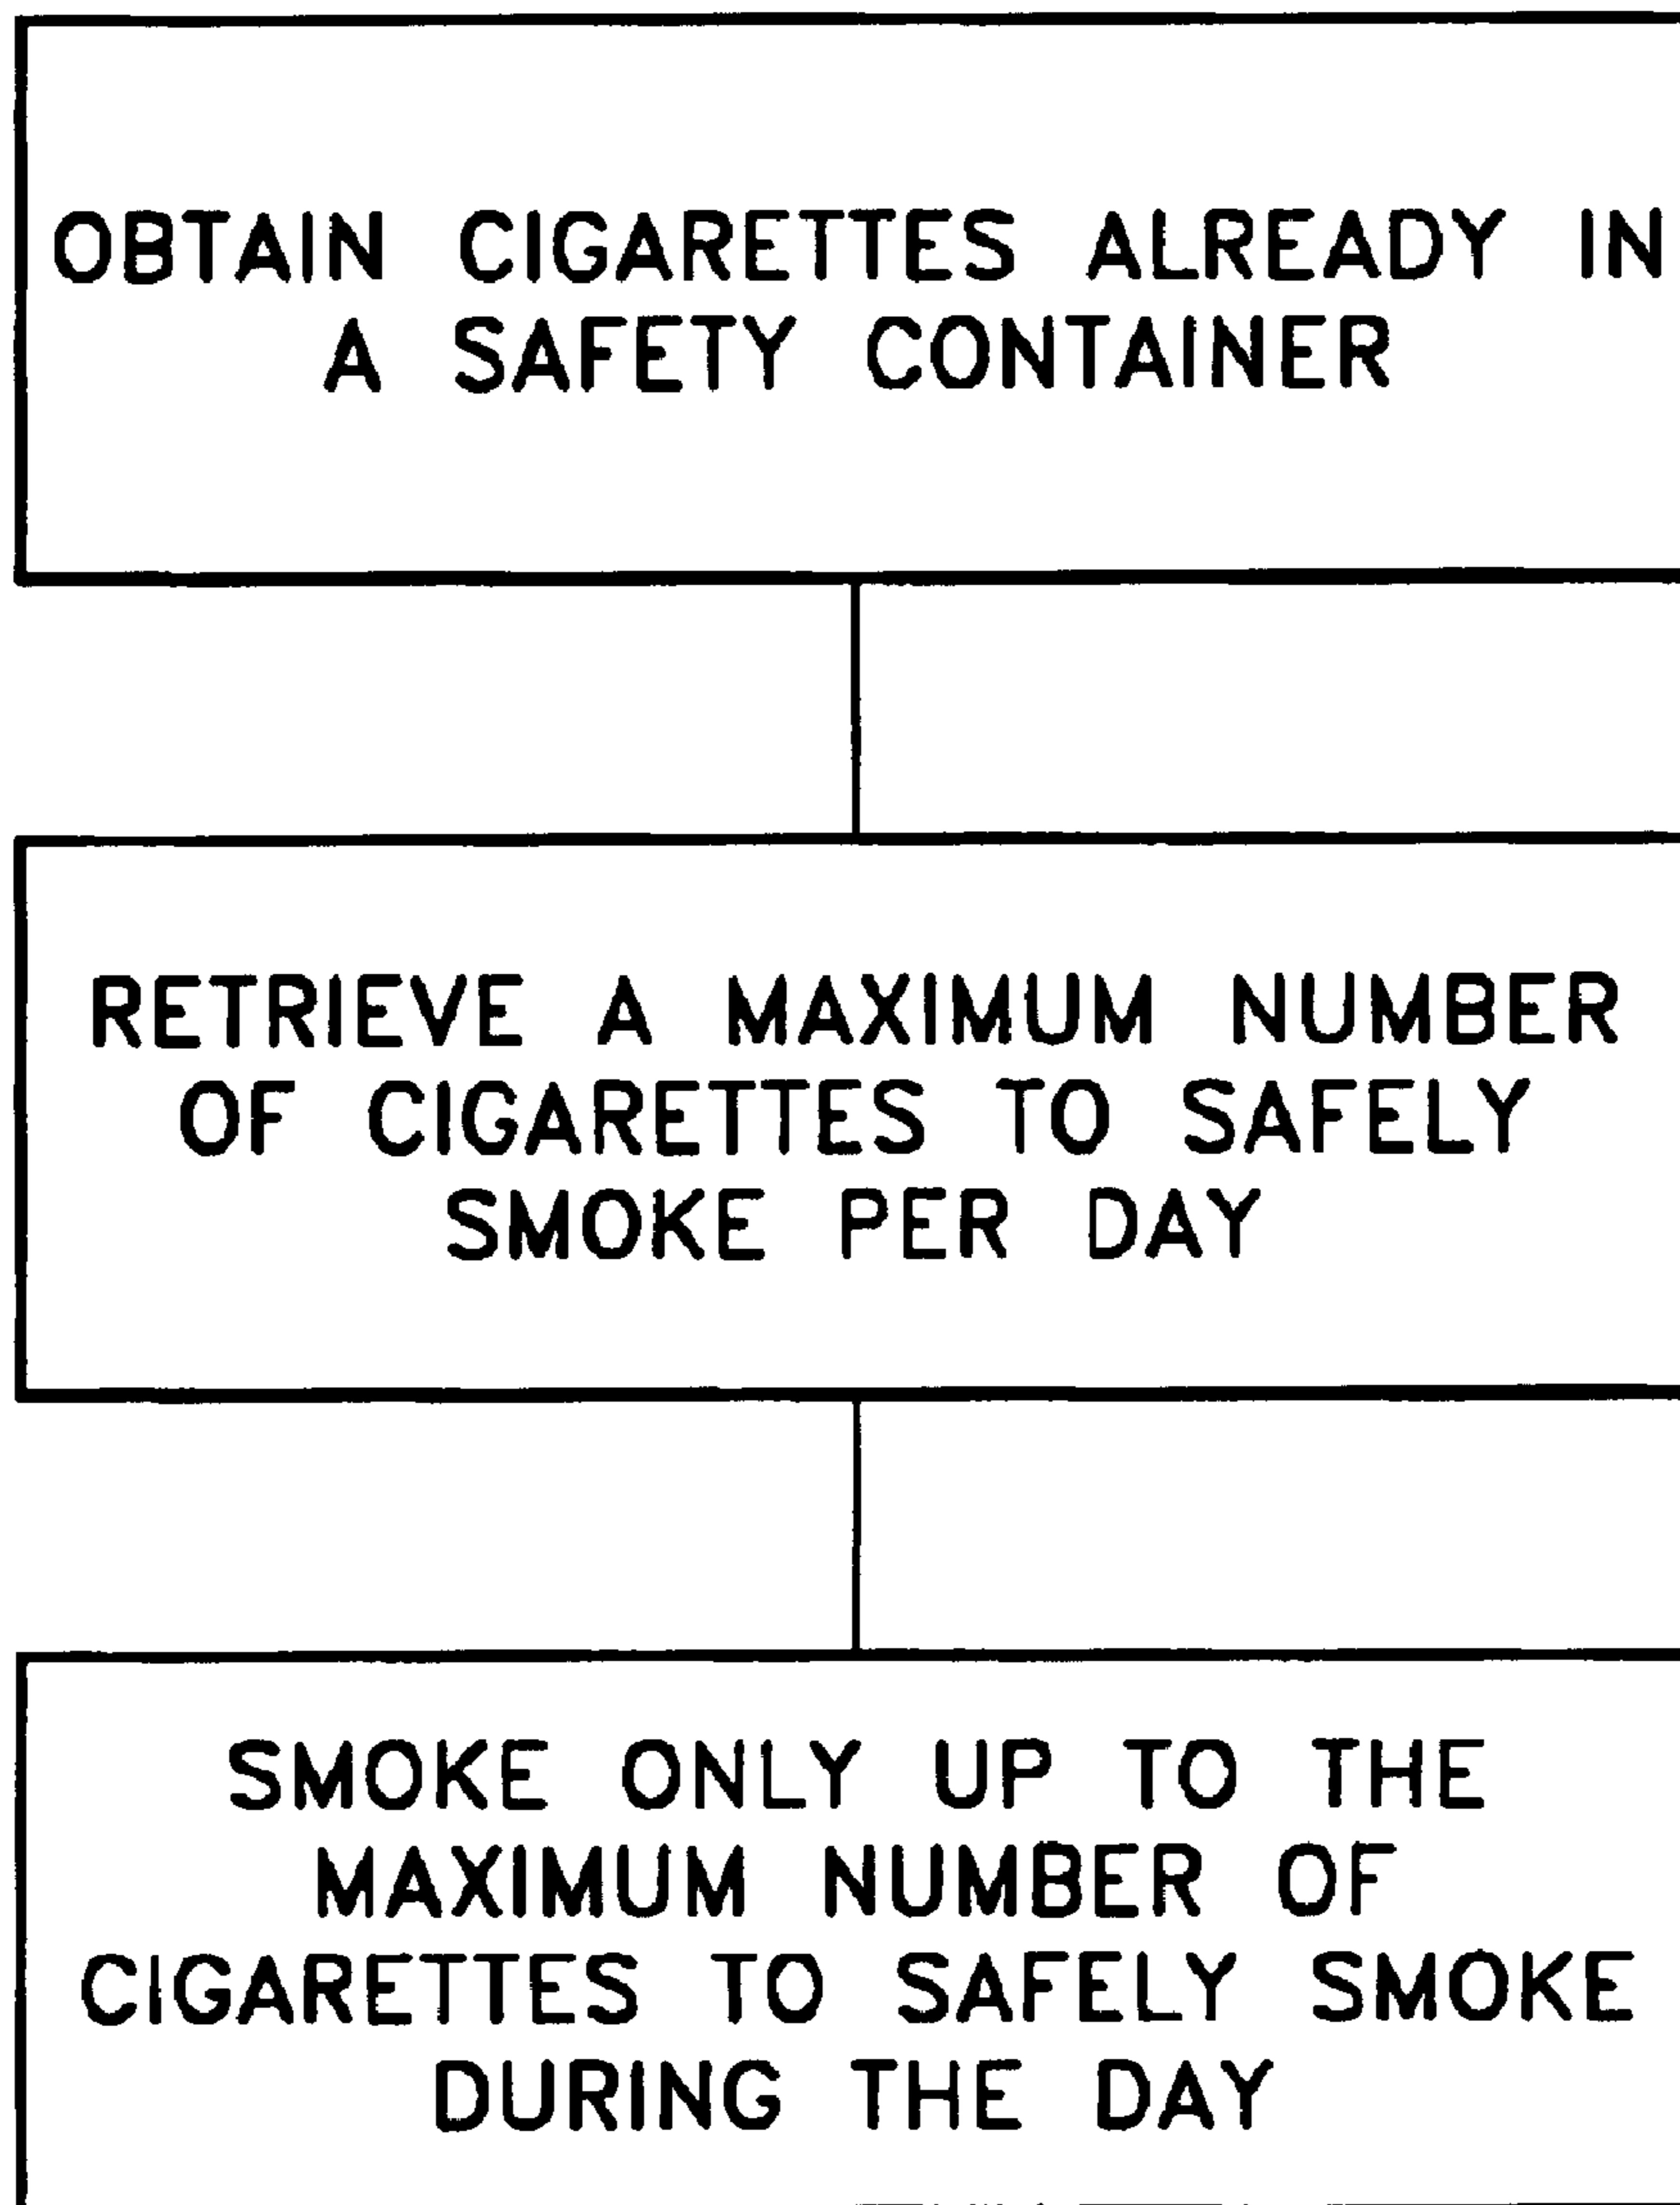 OBTAIN CIGARETTES ALREADY IN
A SAFETY CONTAINER
RETRIEVE A MAXIMUM NUMBER
OF CIGARETTES TO SAFELY
SMOKE PER DAY
SMOKE ONLY UP TO THE
MAXIMUM NUMBER OF
CIGARETTES TO SAFELY SMOKE
DURING THE DAY